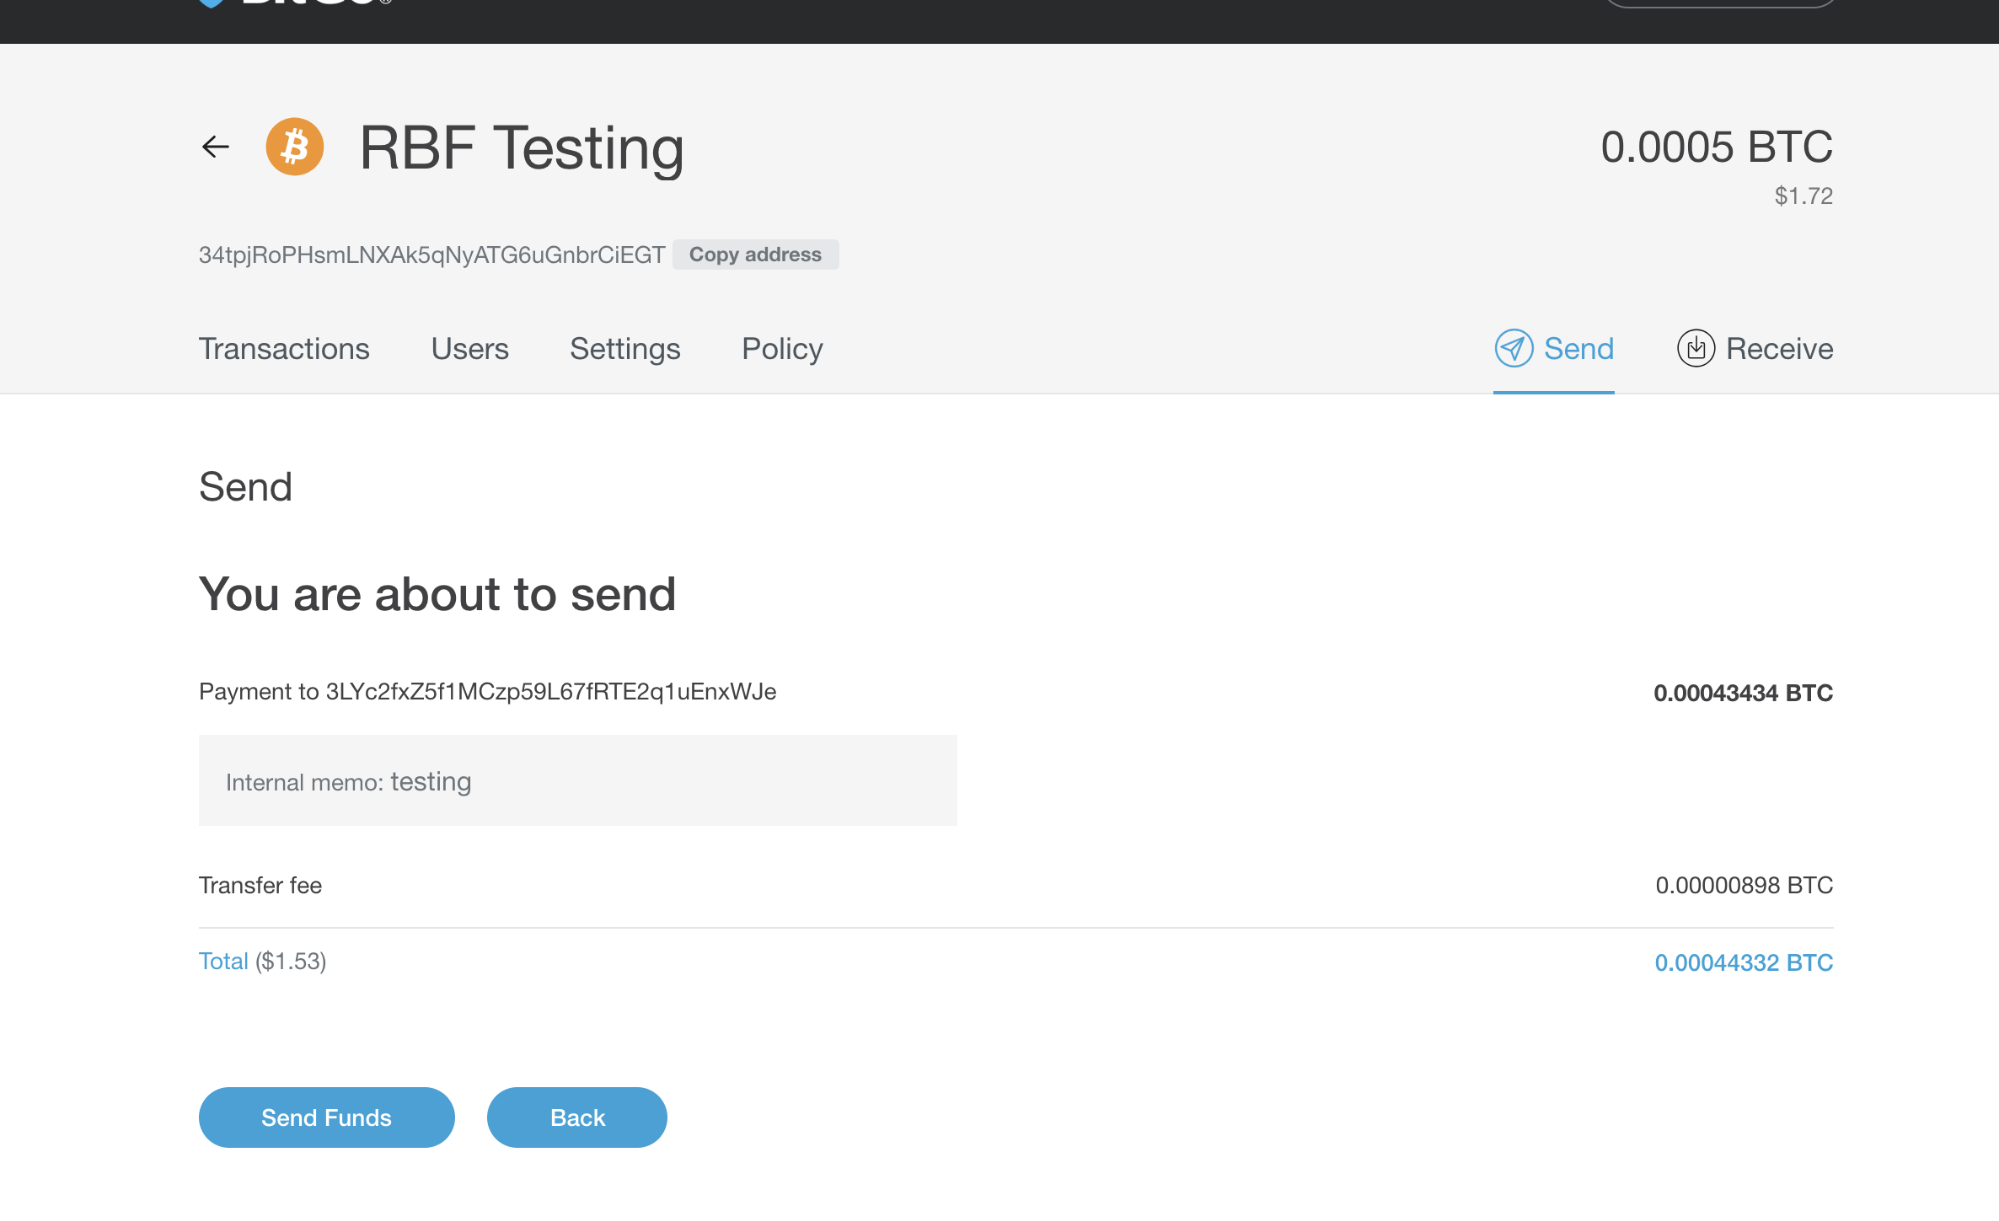 RBF Testing
0.0005 BTC
$1.72
34tpjRoPHsmLNXAk5qNyATG6uGnbrCiEGT Copy address
Transactions Users Settings Policy Send Receive
Send
You are about to send
Payment to 3LYc2fxZ5f1MCzp59L67fRTE2q1uEnxWJe 0.00043434 BTC
Internal memo: testing
Transfer fee 0.00000898 BTC
Total ($1.53) 0.00044332 BTC
Send Funds Back